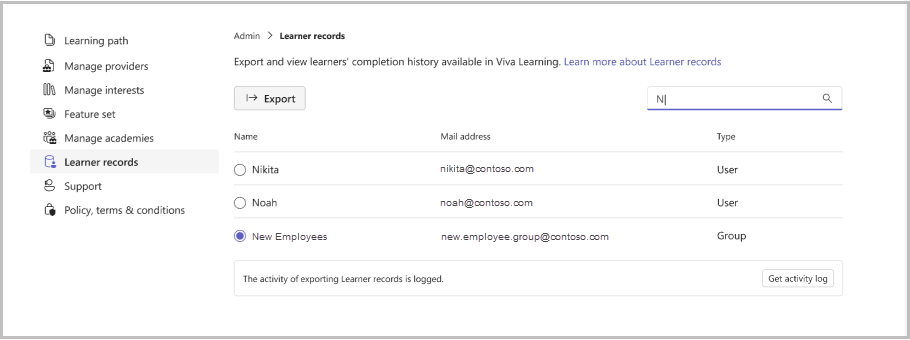 Learning path
Manage providers
Manage interests
Feature set
Manage academies
Learner records
Support
Policy, terms & conditions
Admin > Learner records
Export and view learners' completion history available in Viva Learning. Learn more about Learner records
Export
N
Name Mail address Type
Nikita nikita@contoso.com User
Noah noah@contoso.com User
New Employees new.employee.group@contoso.com Group
The activity of exporting Learner records is logged. Get activity log